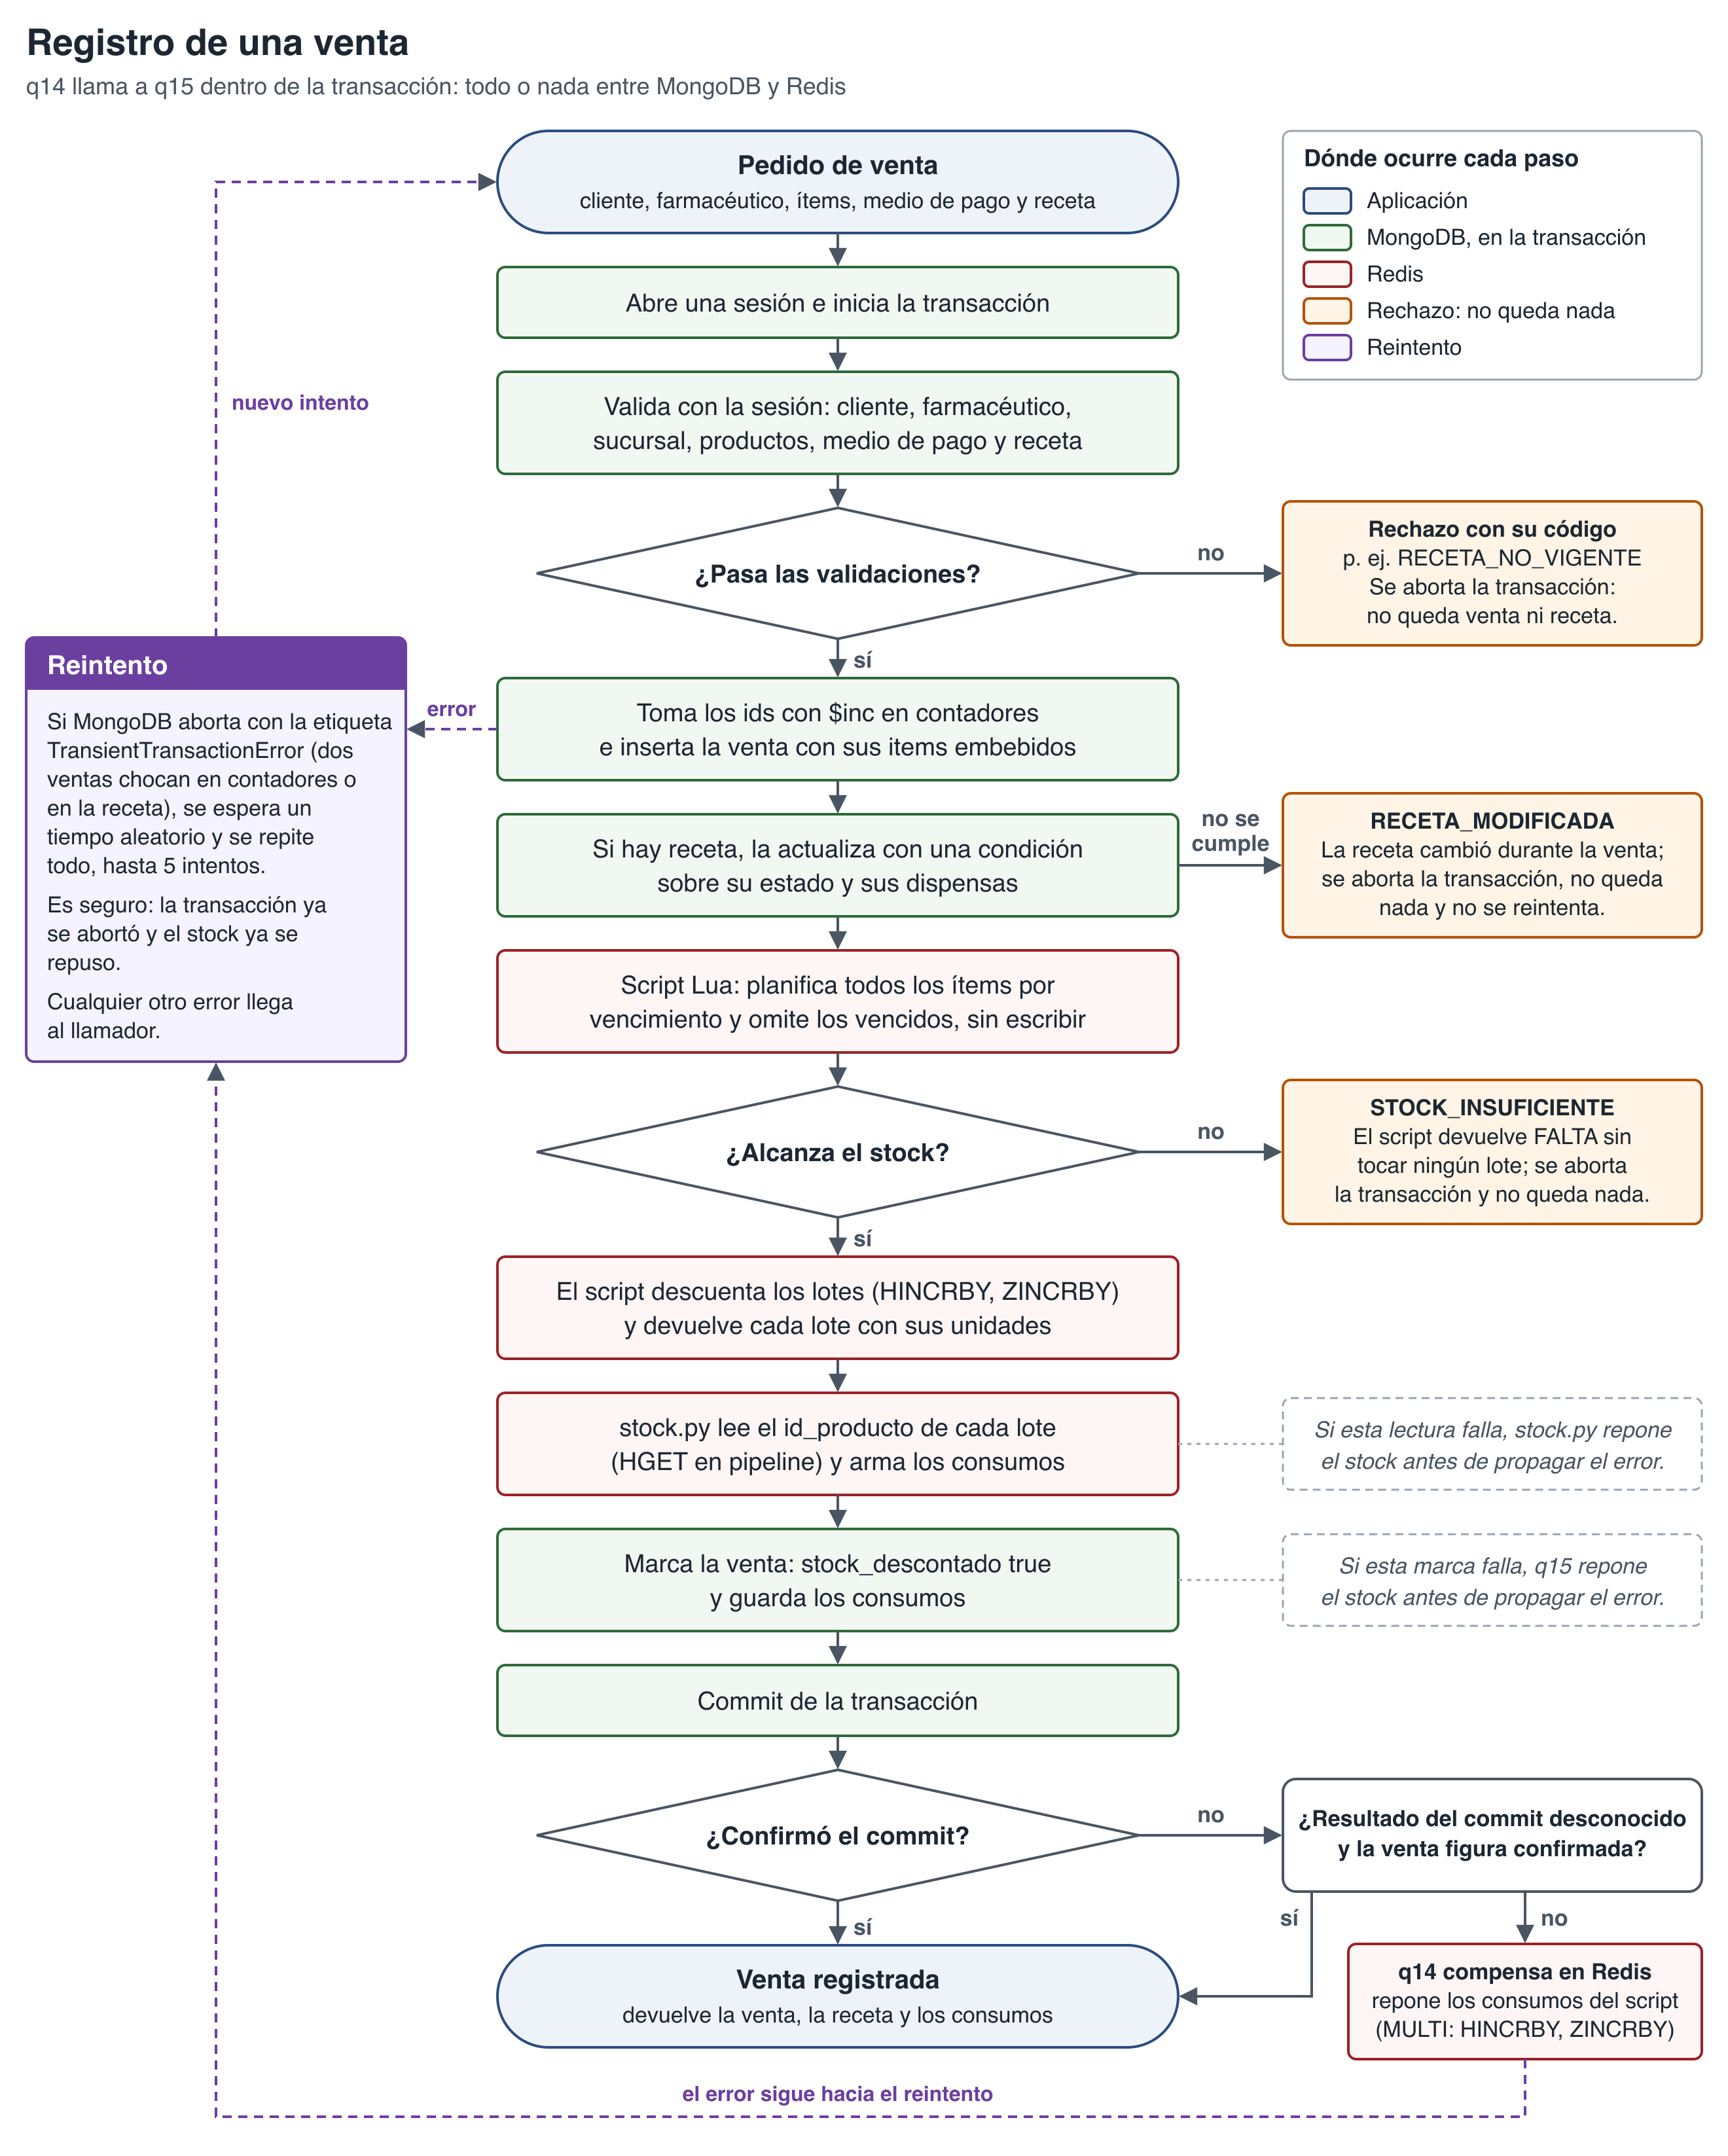 Registro de una venta
q14 llama a q15 dentro de la transacción: todo o nada entre MongoDB y Redis
Pedido de venta
cliente, farmacéutico, ítems, medio de pago y receta
Dónde ocurre cada paso
Aplicación
MongoDB, en la transacción
Redis
Rechazo: no queda nada
Reintento
Abre una sesión e inicia la transacción
nuevo intento
Valida con la sesión: cliente, farmacéutico,
sucursal, productos, medio de pago y receta
¿Pasa las validaciones?
no
Rechazo con su código
p. ej. RECETA_NO_VIGENTE
Se aborta la transacción:
no queda venta ni receta.
sí
Reintento
Si MongoDB aborta con la etiqueta
TransientTransactionError (dos
ventas chocan en contadores o
en la receta), se espera un
tiempo aleatorio y se repite
todo, hasta 5 intentos.
Es seguro: la transacción ya
se abortó y el stock ya se
repuso.
Cualquier otro error llega
al llamador.
error
Toma los ids con $inc en contadores
e inserta la venta con sus items embebidos
Si hay receta, la actualiza con una condición
sobre su estado y sus dispensas
no se
cumple
RECETA_MODIFICADA
La receta cambió durante la venta;
se aborta la transacción, no queda
nada y no se reintenta.
Script Lua: planifica todos los ítems por
vencimiento y omite los vencidos, sin escribir
¿Alcanza el stock?
no
STOCK_INSUFICIENTE
El script devuelve FALTA sin
tocar ningún lote; se aborta
la transacción y no queda nada.
sí
El script descuenta los lotes (HINCRBY, ZINCRBY)
y devuelve cada lote con sus unidades
stock.py lee el id_producto de cada lote
(HGET en pipeline) y arma los consumos
Si esta lectura falla, stock.py repone
el stock antes de propagar el error.
Marca la venta: stock_descontado true
y guarda los consumos
Si esta marca falla, q15 repone
el stock antes de propagar el error.
Commit de la transacción
¿Confirmó el commit?
no
¿Resultado del commit desconocido
y la venta figura confirmada?
sí
sí
no
Venta registrada
devuelve la venta, la receta y los consumos
q14 compensa en Redis
repone los consumos del script
(MULTI: HINCRBY, ZINCRBY)
el error sigue hacia el reintento